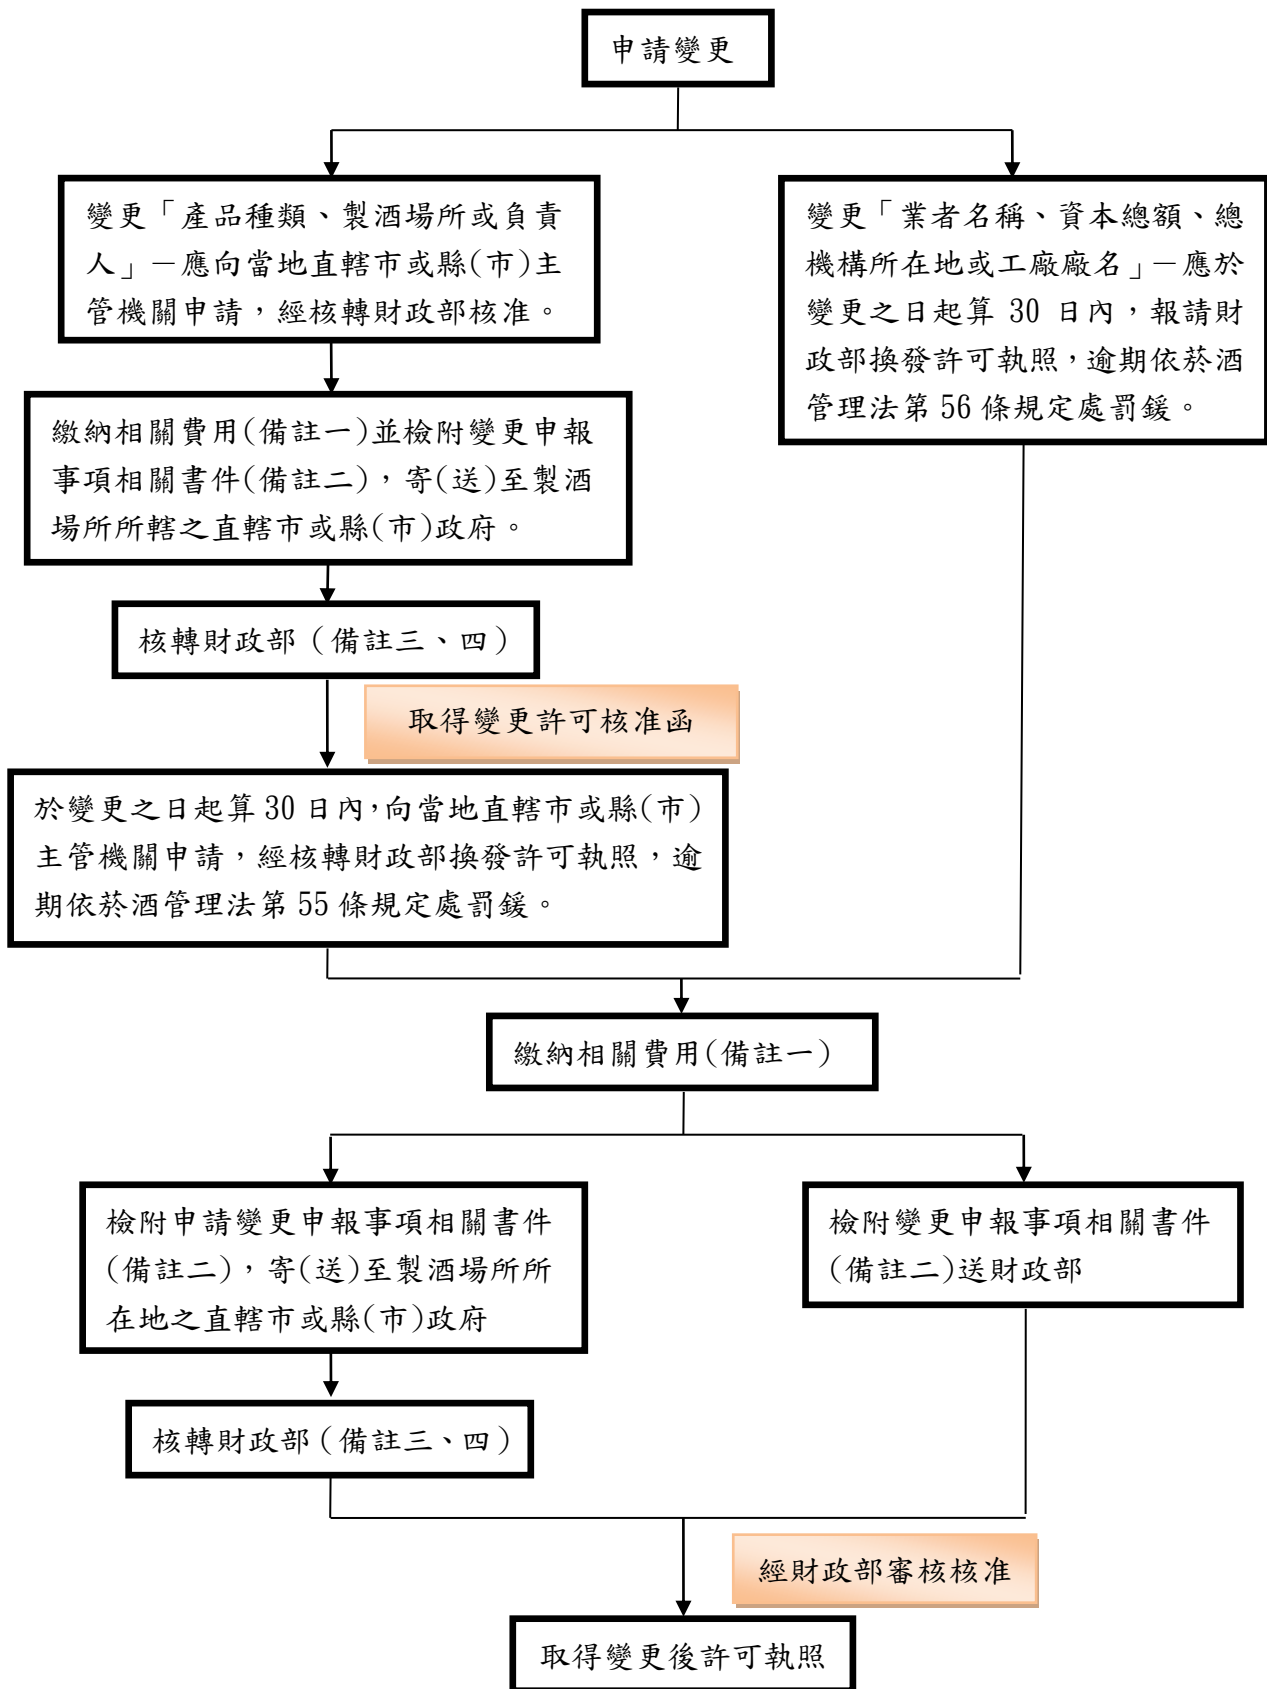 申請變更
變更「產品種類、製酒場所或負責
人」－應向當地直轄市或縣(市)主
管機關申請，經核轉財政部核准。
變更「業者名稱、資本總額、總
機構所在地或工廠廠名」－應於
變更之日起算 30 日內，報請財
政部換發許可執照，逾期依菸酒
管理法第 56 條規定處罰鍰。
繳納相關費用(備註一)並檢附變更申報
事項相關書件(備註二)，寄(送)至製酒
場所所轄之直轄市或縣(市)政府。
核轉財政部（備註三、四）
取得變更許可核准函
於變更之日起算 30 日內，向當地直轄市或縣(市)
主管機關申請，經核轉財政部換發許可執照，逾
期依菸酒管理法第 55 條規定處罰鍰。
繳納相關費用(備註一)
檢附申請變更申報事項相關書件
(備註二)，寄(送)至製酒場所所
在地之直轄市或縣(市)政府
檢附變更申報事項相關書件
(備註二)送財政部
核轉財政部（備註三、四）
經財政部審核核准
取得變更後許可執照